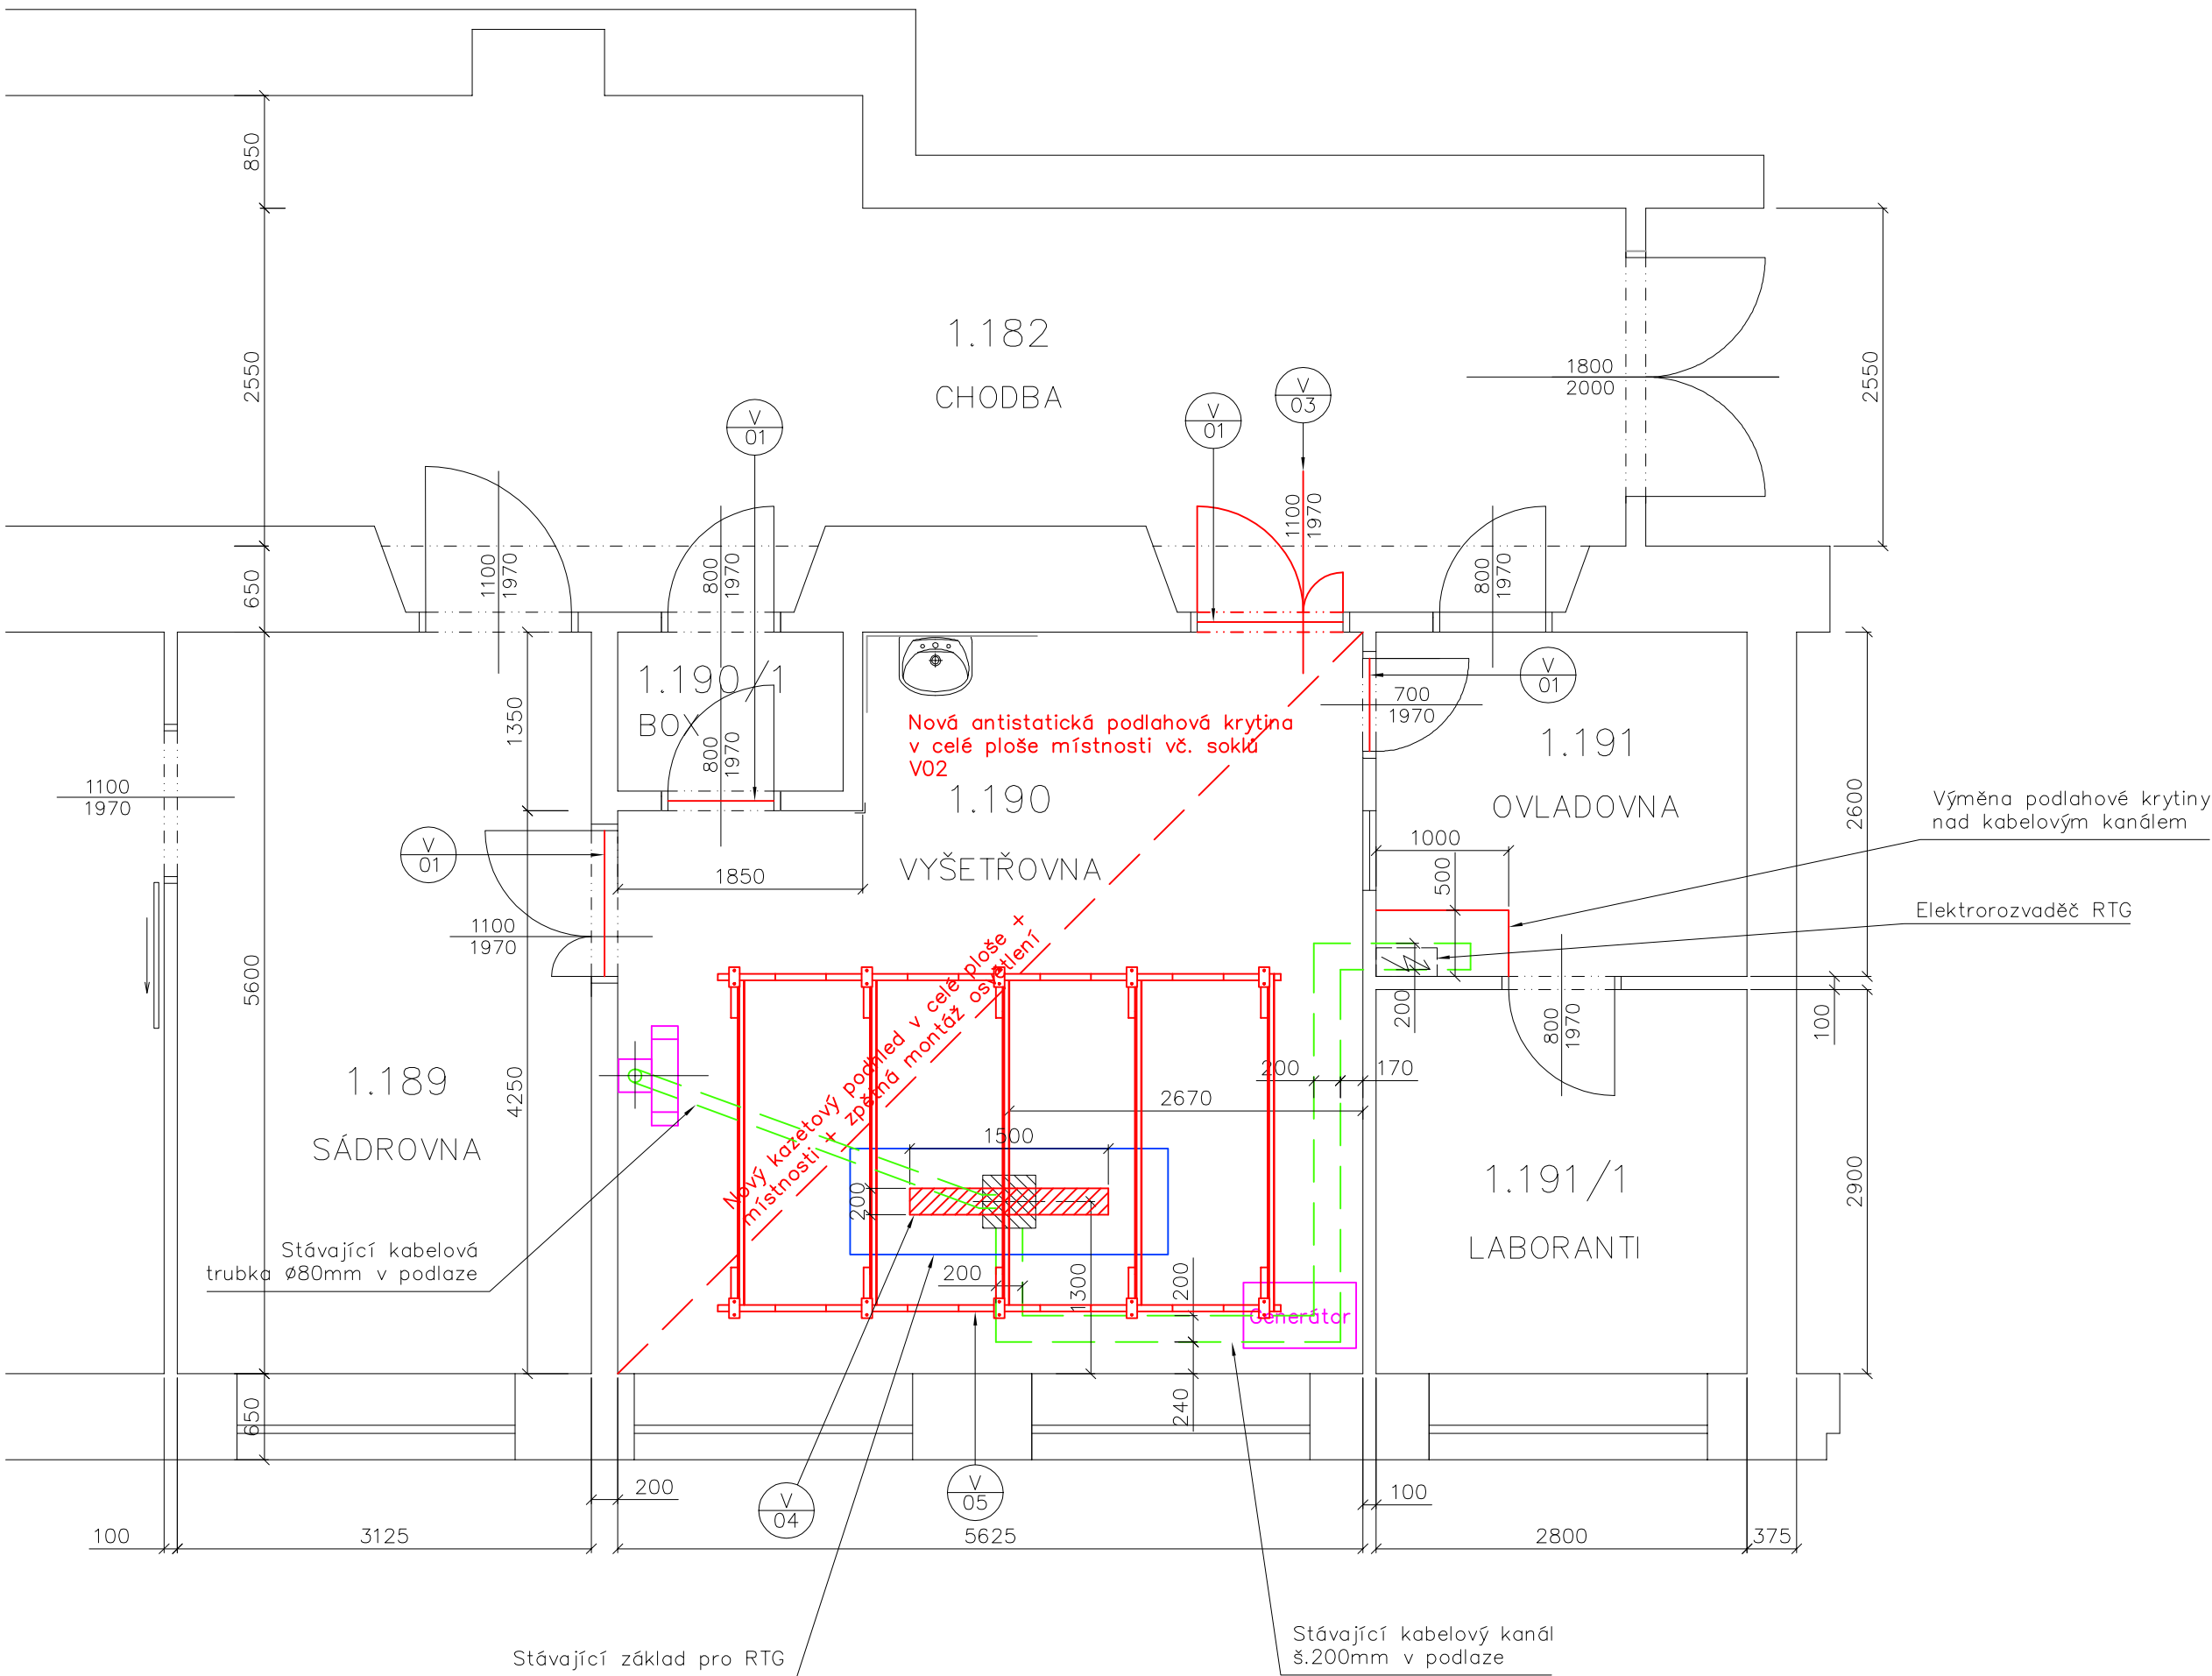 850
2550
650
5600
650
1350
4250
1.182
CHODBA
V
01
V
01
V
03
1800
2000
2550
1100
1970
800
1970
1100
1970
800
1970
1.190/1
BOX
800
1970
Nová antistatická podlahová krytina
v celé ploše místnosti vč. soklů
V02
1.190
VYŠETŘOVNA
700
1970
V
01
1.191
OVLADOVNA
2600
Výměna podlahové krytiny
nad kabelovým kanálem
1100
1970
V
01
1850
1000
500
Elektrorozvaděč RTG
1100
1970
Nový kazetový podhled v celé ploše +
místnosti + zpětná montáž osvětlení
200
800
1970
100
200
170
2670
1.189
SÁDROVNA
1500
200
1.191/1
LABORANTI
2900
Stávající kabelová
trubka Ø80mm v podlaze
200
1300
200
Generátor
240
200
V
04
V
05
100
100
3125
5625
2800
375
Stávající základ pro RTG
Stávající kabelový kanál
š.200mm v podlaze